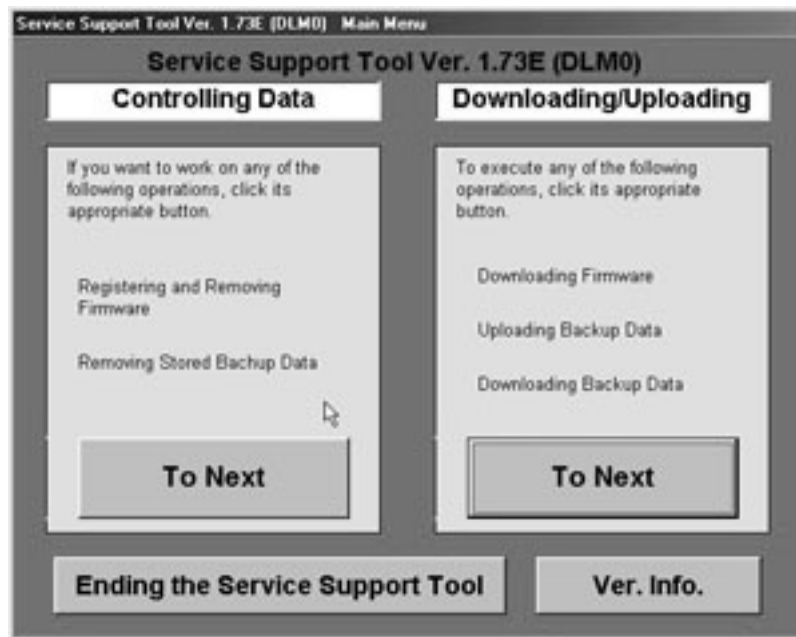 Service Support Tool Ver. 1.73E (DLM0)   Main Menu
Service Support Tool Ver. 1.73E (DLM0)
Controlling Data
If you want to work on any of the
following operations, click its
appropriate button.
Registering and Removing
Firmware
Removing Stored Bachup Data
To Next
Downloading/Uploading
To execute any of the following
operations, click its appropriate
button.
Downloading Firmware
Uploading Backup Data
Downloading Backup Data
To Next
Ending the Service Support Tool
Ver. Info.